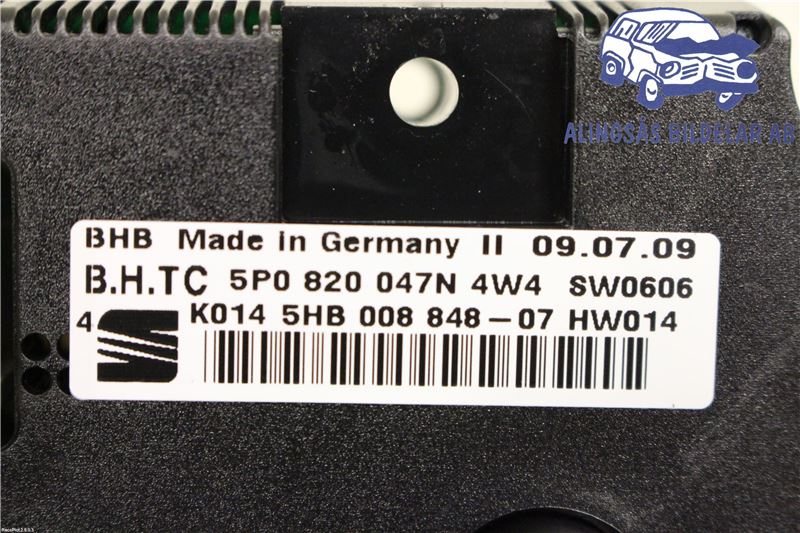 ALINGSÅS BILDELAR AB
BHB Made in Germany II 09.07.09
B.H.TC 5P0 820 047N 4W4 SW0606
K014 5HB 008 848-07 HW014
4